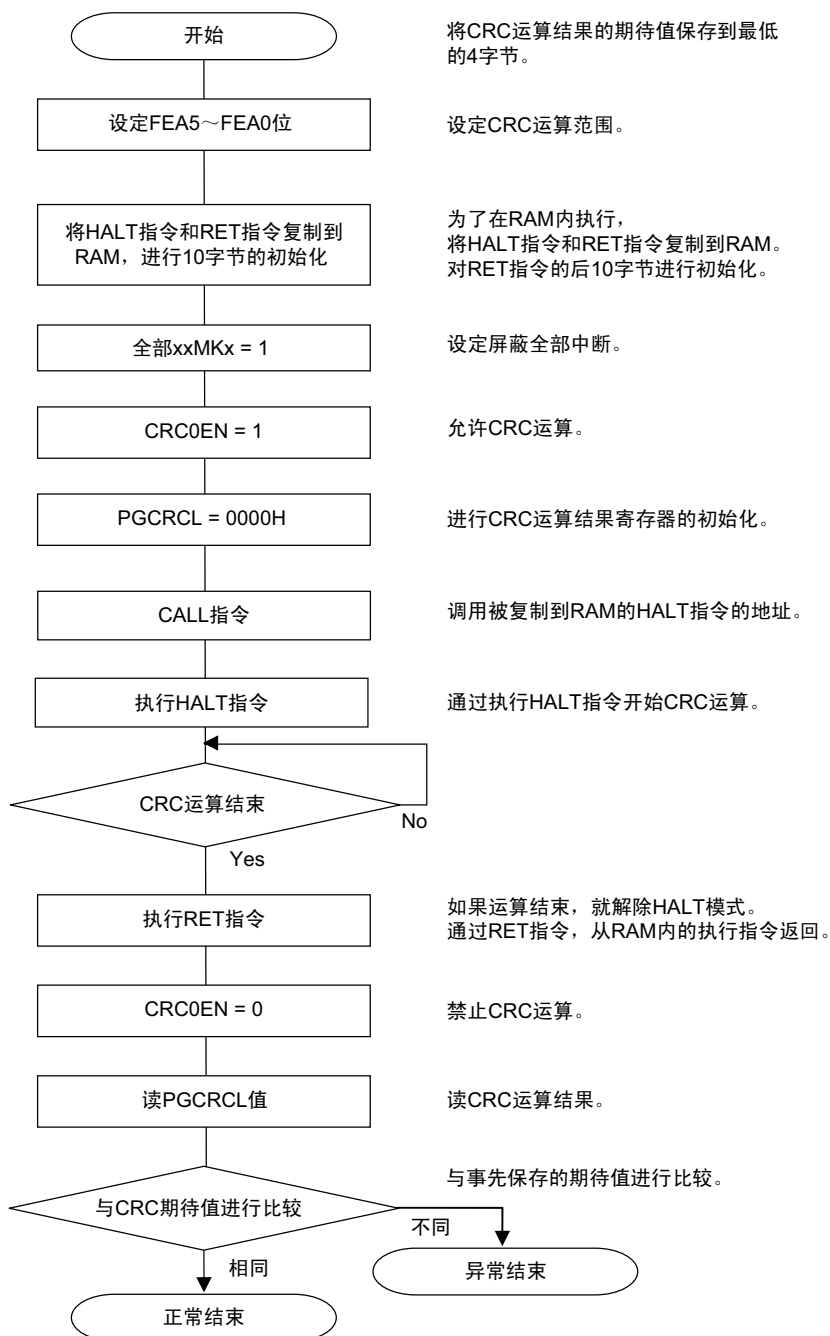 开始
将CRC运算结果的期待值保存到最低
的4字节。
设定FEA5～FEA0位
设定CRC运算范围。
将HALT指令和RET指令复制到
RAM，进行10字节的初始化
为了在RAM内执行，
将HALT指令和RET指令复制到RAM。
对RET指令的后10字节进行初始化。
全部xxMKx = 1
设定屏蔽全部中断。
CRC0EN = 1
允许CRC运算。
PGCRCL = 0000H
进行CRC运算结果寄存器的初始化。
CALL指令
调用被复制到RAM的HALT指令的地址。
执行HALT指令
通过执行HALT指令开始CRC运算。
CRC运算结束
No
Yes
执行RET指令
如果运算结束，就解除HALT模式。
通过RET指令，从RAM内的执行指令返回。
CRC0EN = 0
禁止CRC运算。
读PGCRCL值
读CRC运算结果。
与事先保存的期待值进行比较。
与CRC期待值进行比较
不同
相同
异常结束
正常结束